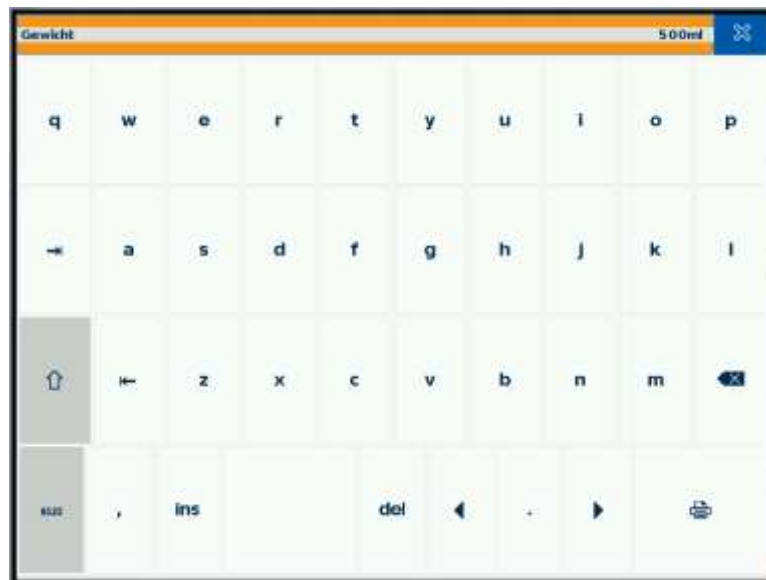 Gewicht 500ml
q w e r t y u i o p
a s d f g h j k l
z x c v b n m
, ins del .